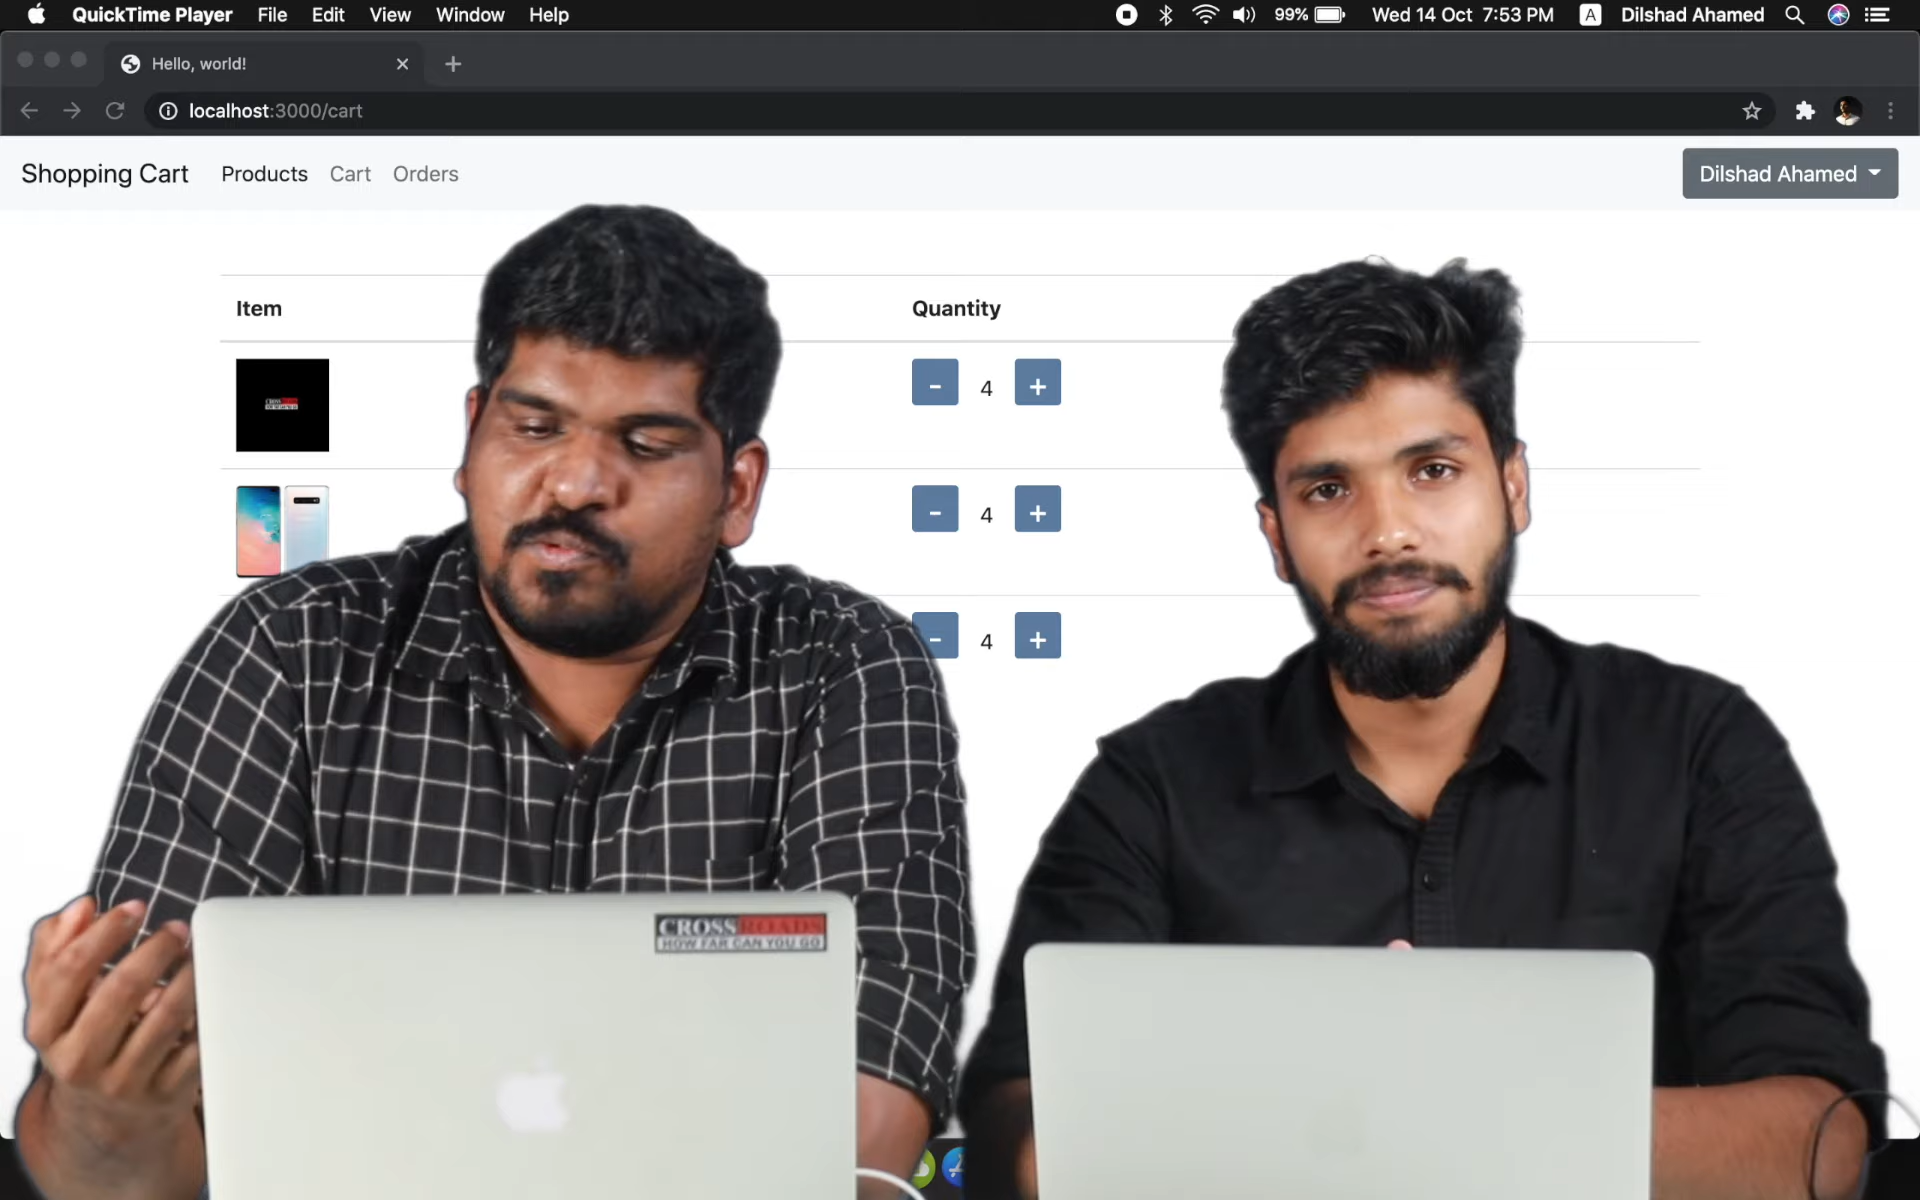 QuickTime Player File Edit View Window Help 99% Wed 14 Oct 7:53 PM A Dilshad Ahamed
Hello, world!
localhost:3000/cart
Shopping Cart Products Cart Orders Dilshad Ahamed
Item Quantity
- 4 +
- 4 +
- 4 +
CROSSROADS
HOW FAR CAN YOU GO